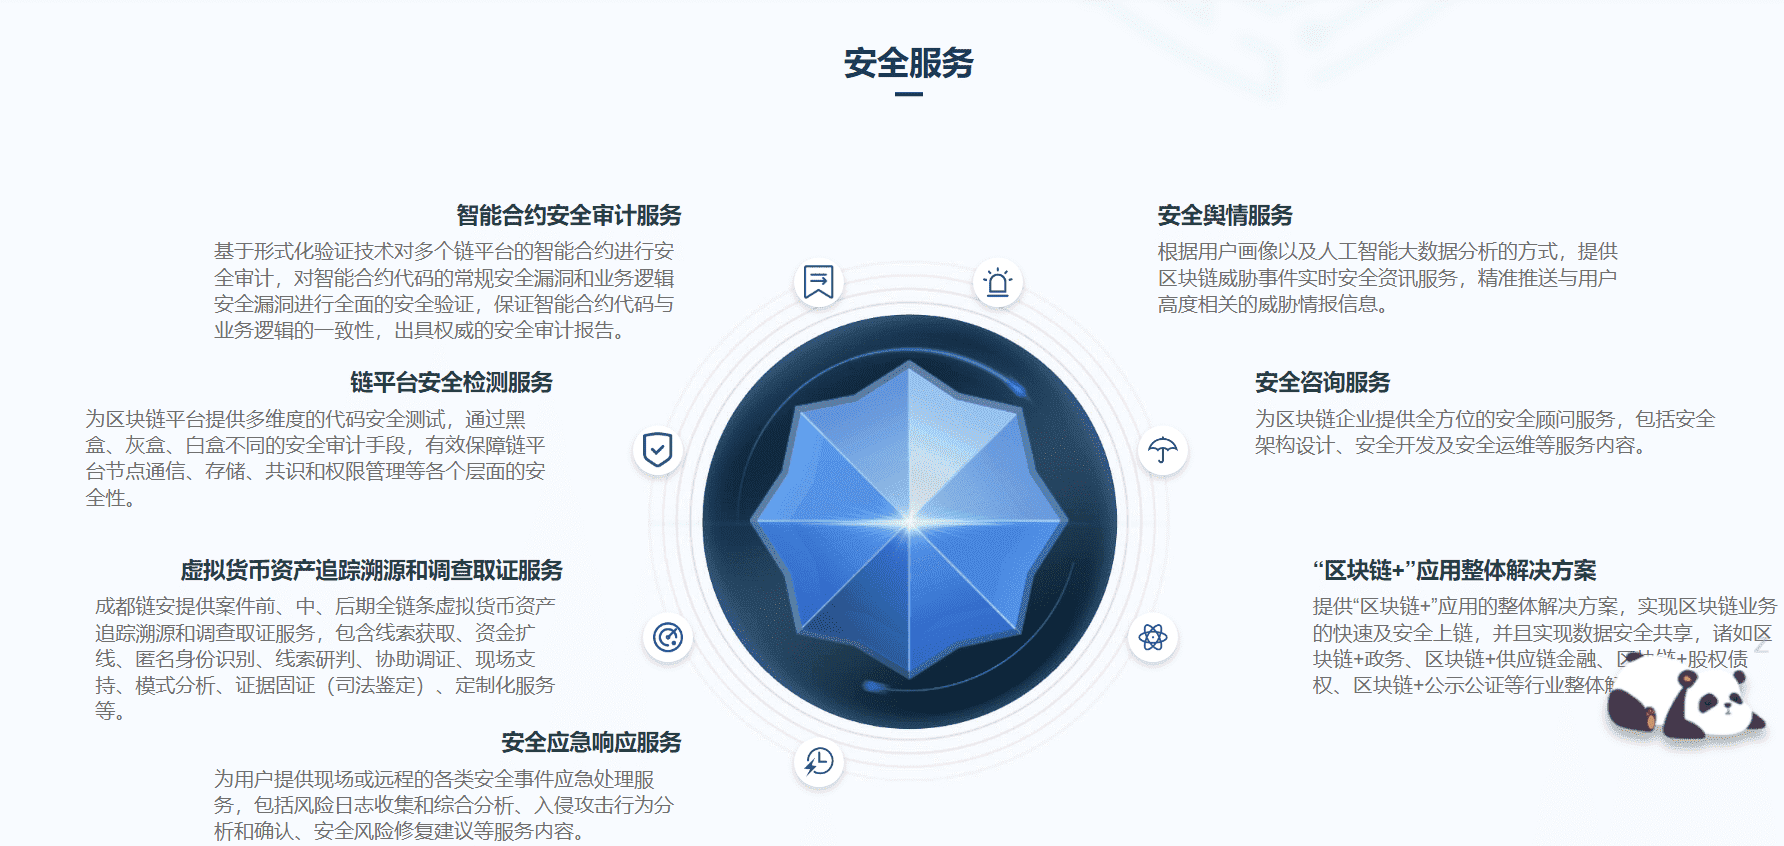 安全服务
智能合约安全审计服务
基于形式化验证技术对多个链平台的智能合约进行安
全审计，对智能合约代码的常规安全漏洞和业务逻辑
安全漏洞进行全面的安全验证，保证智能合约代码与
业务逻辑的一致性，出具权威的安全审计报告。
链平台安全检测服务
为区块链平台提供多维度的代码安全测试，通过黑
盒、灰盒、白盒不同的安全审计手段，有效保障链平
台节点通信、存储、共识和权限管理等各个层面的安
全性。
虚拟货币资产追踪溯源和调查取证服务
成都链安提供案件前、中、后期全链条虚拟货币资产
追踪溯源和调查取证服务，包含线索获取、资金扩
线、匿名身份识别、线索研判、协助调证、现场支
持、模式分析、证据固证（司法鉴定）、定制化服务
等。
安全应急响应服务
为用户提供现场或远程的各类安全事件应急处理服
务，包括风险日志收集和综合分析、入侵攻击行为分
析和确认、安全风险修复建议等服务内容。
安全舆情服务
根据用户画像以及人工智能大数据分析的方式，提供
区块链威胁事件实时安全资讯服务，精准推送与用户
高度相关的威胁情报信息。
安全咨询服务
为区块链企业提供全方位的安全顾问服务，包括安全
架构设计、安全开发及安全运维等服务内容。
“区块链+”应用整体解决方案
提供“区块链+”应用的整体解决方案，实现区块链业务
的快速及安全上链，并且实现数据安全共享，诸如区
块链+政务、区块链+供应链金融、区块链+股权债
权、区块链+公示公证等行业整体
Z